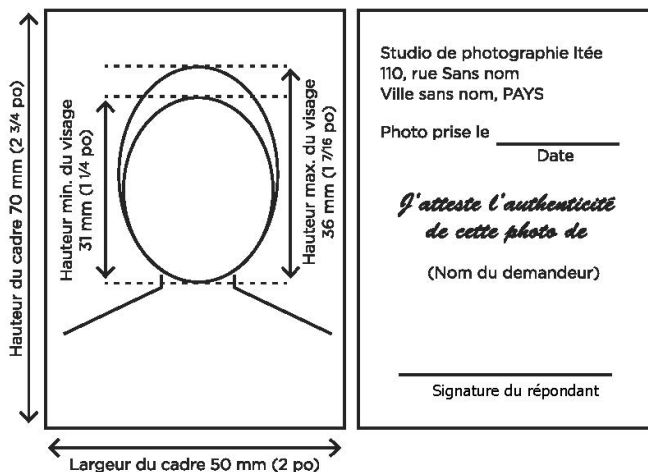 Hauteur du cadre 70 mm (2 3/4 po)
Hauteur min. du visage
31 mm (1 1/4 po)
Hauteur max. du visage
36 mm (1 7/16 po)
Largeur du cadre 50 mm (2 po)
Studio de photographie ltée
110, rue Sans nom
Ville sans nom, PAYS
Photo prise le
Date
J'atteste l'authenticité
de cette photo de
(Nom du demandeur)
Signature du répondant